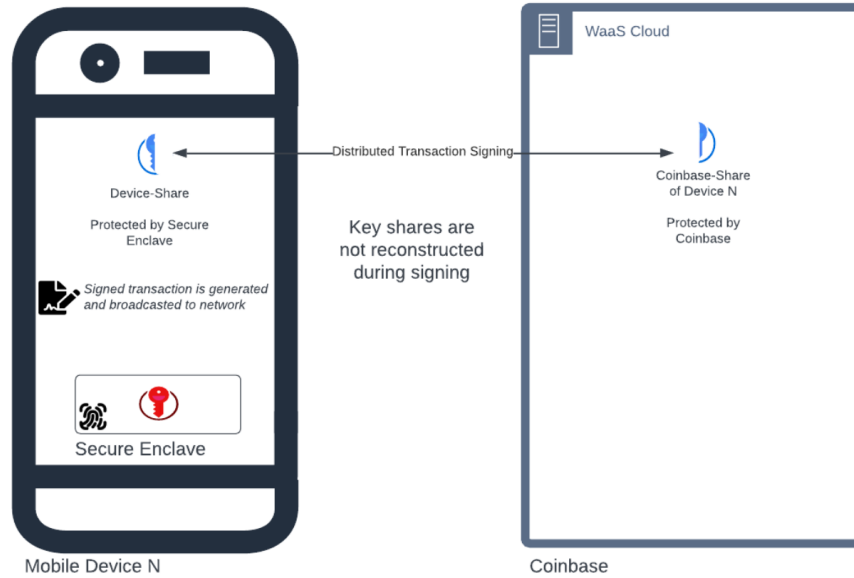 WaaS Cloud
Distributed Transaction Signing
Device-Share
Protected by Secure
Enclave
Signed transaction is generated
and broadcasted to network
Secure Enclave
Mobile Device N
Key shares are
not reconstructed
during signing
Coinbase-Share
of Device N
Protected by
Coinbase
Coinbase